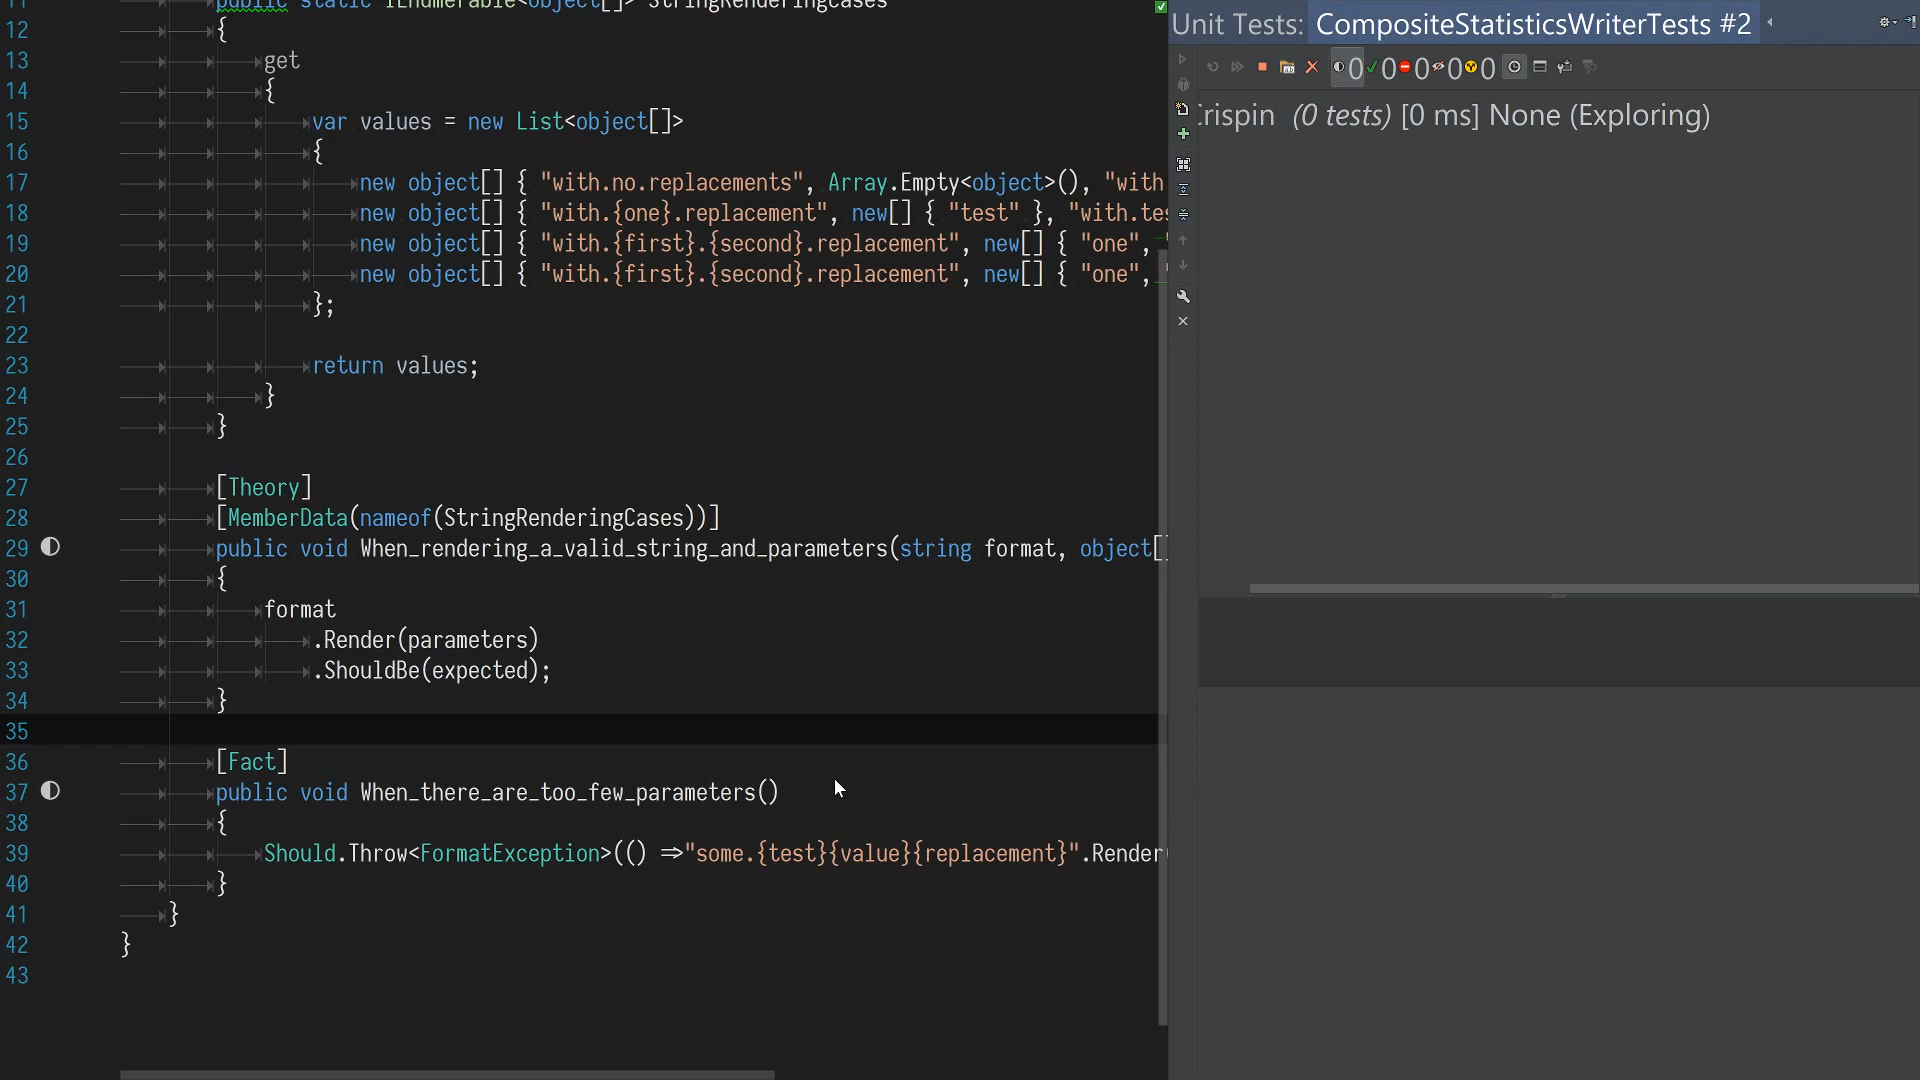 public static IEnumerable<object[]> StringRenderingCases
12 {
13 get
14 {
15 var values = new List<object[]>
16 {
17 new object[] { "with.no.replacements", Array.Empty<object>(), "with
18 new object[] { "with.{one}.replacement", new[] { "test" }, "with.tes
19 new object[] { "with.{first}.{second}.replacement", new[] { "one",
20 new object[] { "with.{first}.{second}.replacement", new[] { "one",
21 };
22
23 return values;
24 }
25 }
26
27 [Theory]
28 [MemberData(nameof(StringRenderingCases))]
29 public void When_rendering_a_valid_string_and_parameters(string format, object[]
30 {
31 format
32 .Render(parameters)
33 .ShouldBe(expected);
34 }
35
36 [Fact]
37 public void When_there_are_too_few_parameters()
38 {
39 Should.Throw<FormatException>(() =>"some.{test}{value}{replacement}".Render(
40 }
41 }
42 }
43
Unit Tests: CompositeStatisticsWriterTests #2
0 0 0 0 0
Crispin (0 tests) [0 ms] None (Exploring)